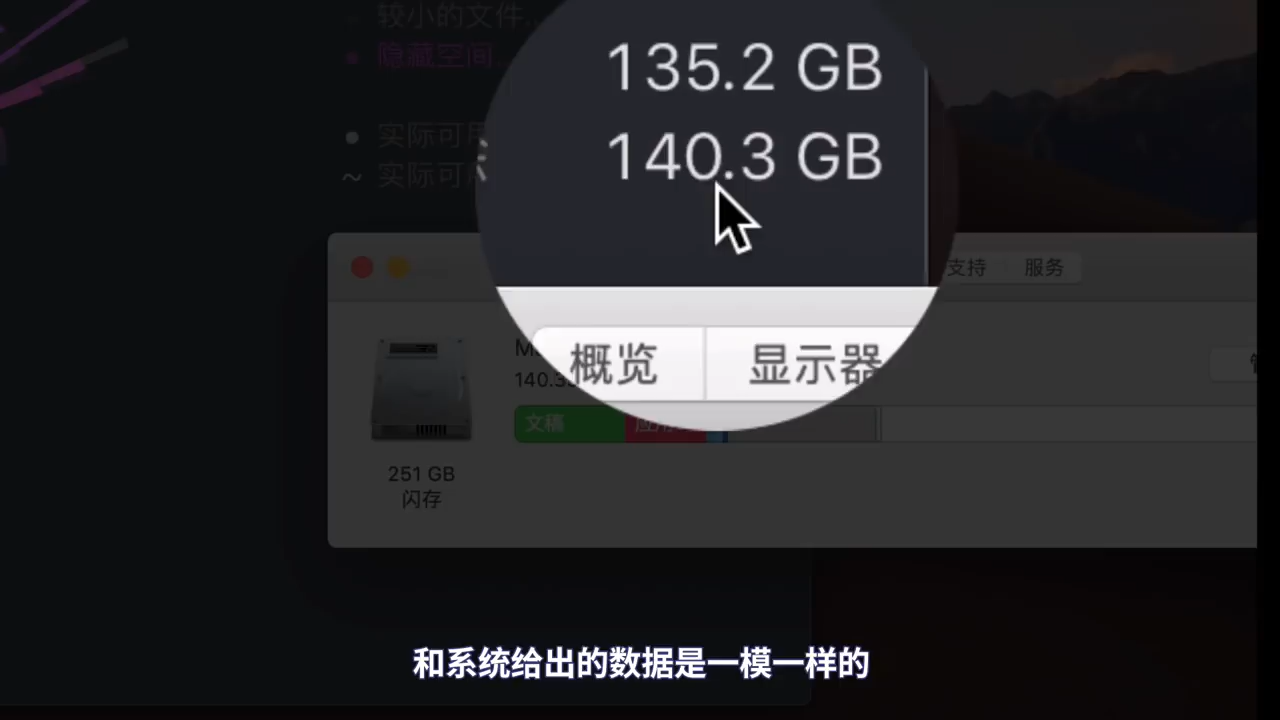 较小的文件...
135.2 GB
隐藏空间...
实际可用
140.3 GB
~ 实际可用
支持
服务
概览
显示器
140.3
文稿
251 GB
闪存
和系统给出的数据是一模一样的